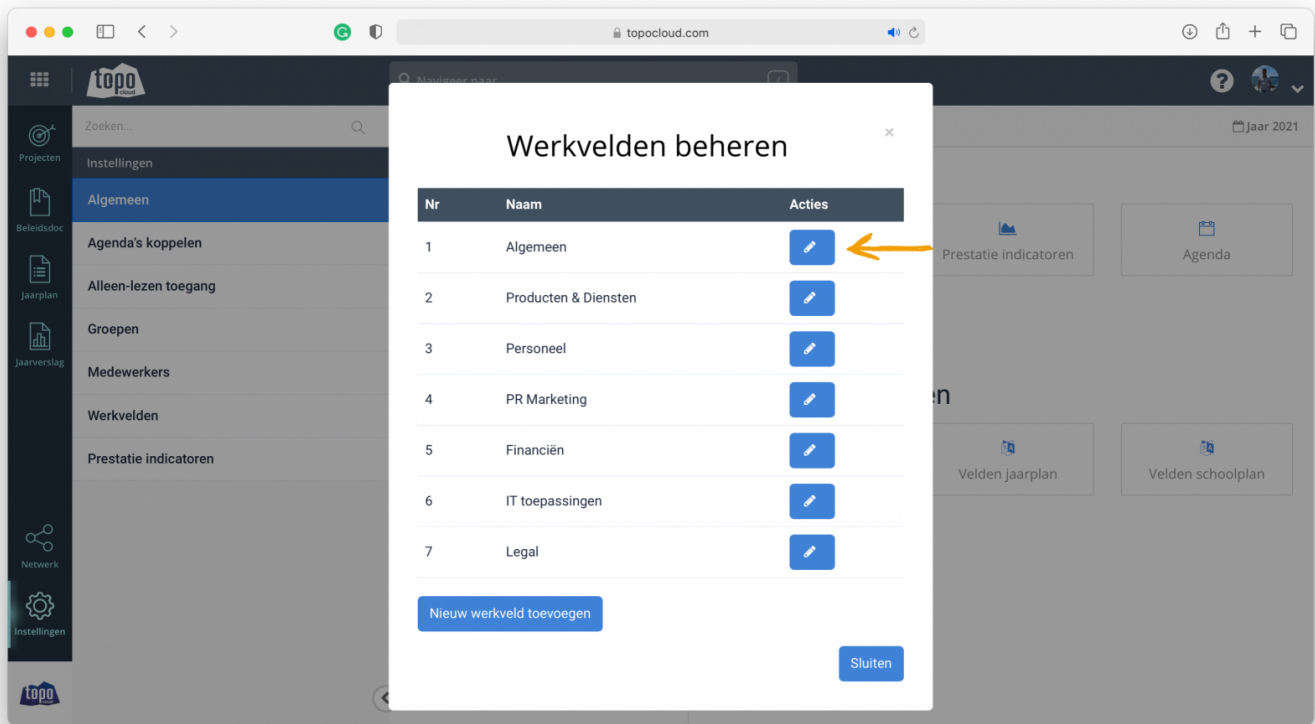 topocloud.com
topo
cloud
Navigeer naar
/
?
Zoeken...
Jaar 2021
Projecten
Beleidsdoc
Jaarplan
Jaarverslag
Netwerk
Instellingen
topo
cloud
Instellingen
Algemeen
Agenda's koppelen
Alleen-lezen toegang
Groepen
Medewerkers
Werkvelden
Prestatie indicatoren
Werkvelden beheren
×
Nr Naam Acties
1 Algemeen
2 Producten & Diensten
3 Personeel
4 PR Marketing
5 Financiën
6 IT toepassingen
7 Legal
Nieuw werkveld toevoegen
Sluiten
Prestatie indicatoren
Agenda
Velden jaarplan
Velden schoolplan